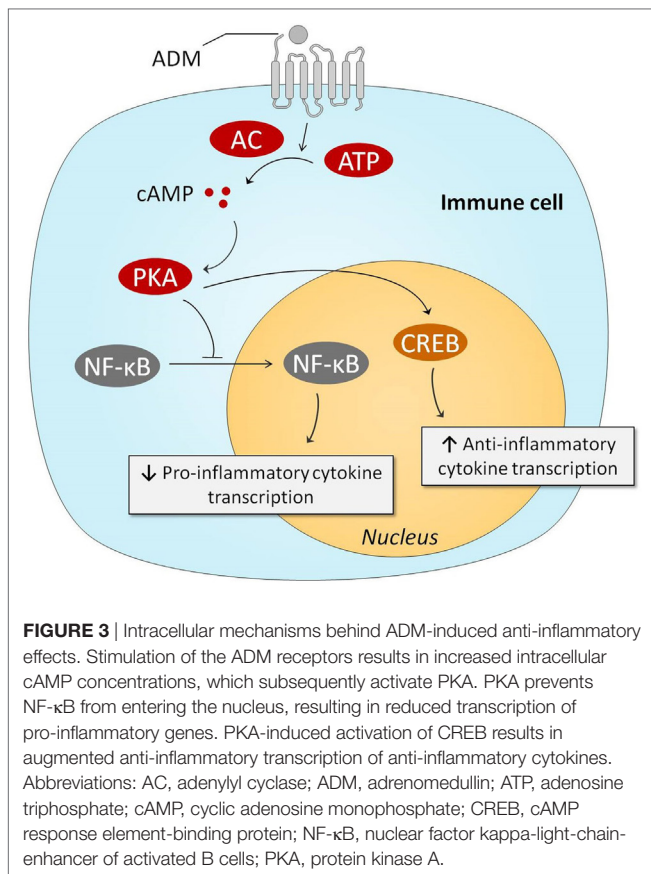 ADM
AC
ATP
cAMP
Immune cell
PKA
CREB
NF-κB
NF-κB
↑ Anti-inflammatory
cytokine transcription
↓ Pro-inflammatory cytokine
transcription
Nucleus
FIGURE 3 | Intracellular mechanisms behind ADM-induced anti-inflammatory
effects. Stimulation of the ADM receptors results in increased intracellular
cAMP concentrations, which subsequently activate PKA. PKA prevents
NF-κB from entering the nucleus, resulting in reduced transcription of
pro-inflammatory genes. PKA-induced activation of CREB results in
augmented anti-inflammatory transcription of anti-inflammatory cytokines.
Abbreviations: AC, adenylyl cyclase; ADM, adrenomedullin; ATP, adenosine
triphosphate; cAMP, cyclic adenosine monophosphate; CREB, cAMP
response element-binding protein; NF-κB, nuclear factor kappa-light-chain-
enhancer of activated B cells; PKA, protein kinase A.